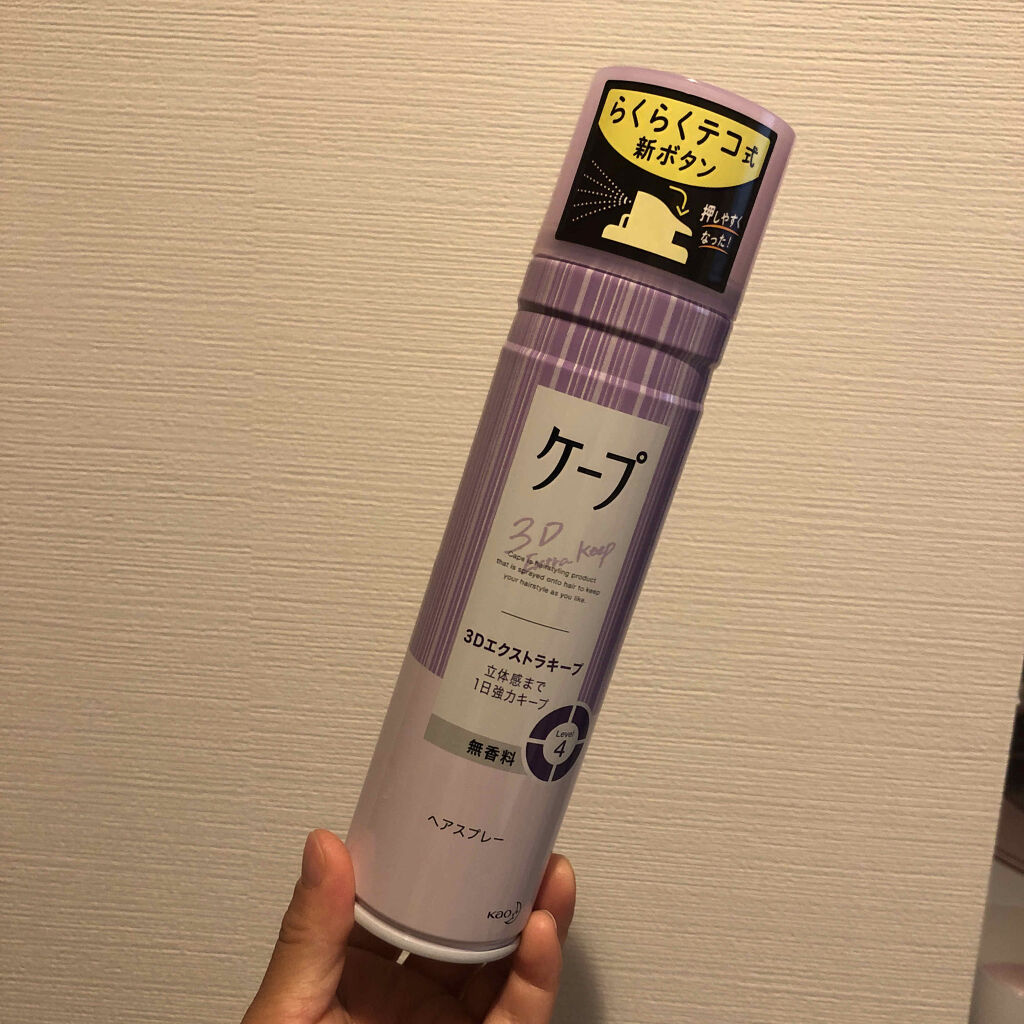 らくらくテコ式
新ボタン
押しやすく
なった!
ケープ
3D
Extra Keep
Cape is hairstyling product
that is sprayed onto hair to keep
your hairstyle as you like.
3Dエクストラキープ
立体感まで
1日強力キープ
Level
4
無香料
ヘアスプレー
Kao